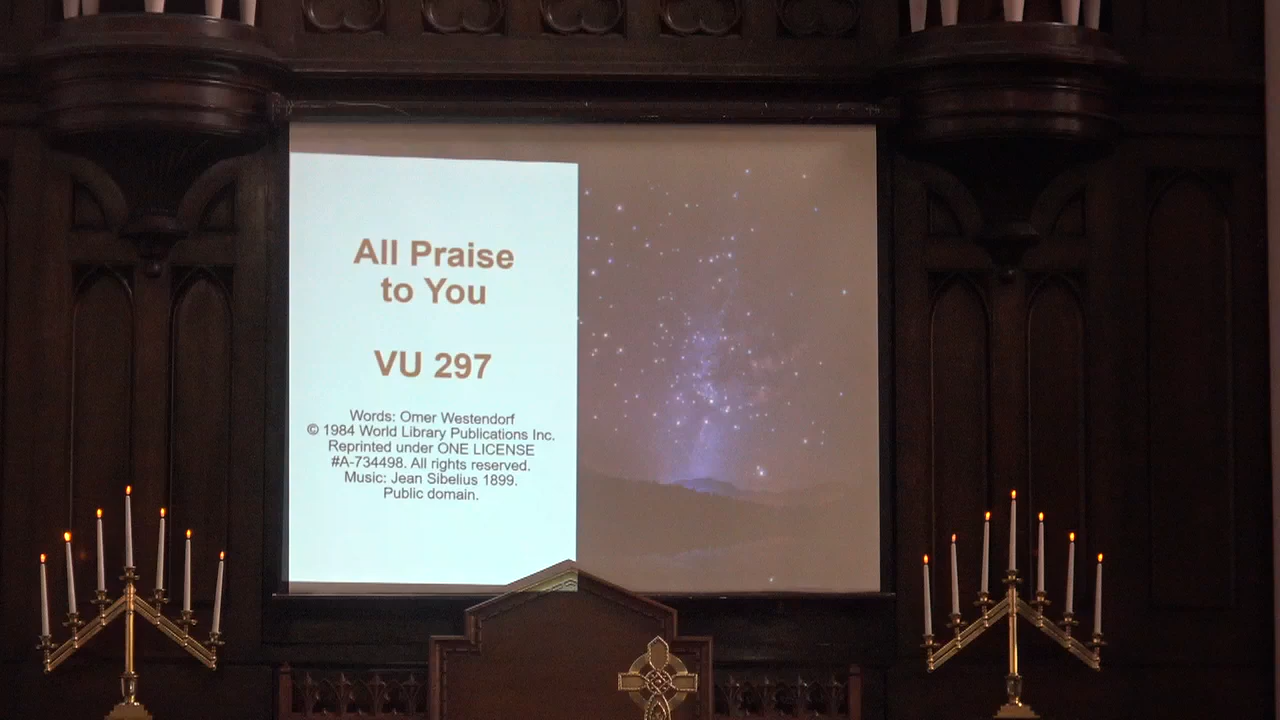 All Praise
to You
VU 297
Words: Omer Westendorf
© 1984 World Library Publications Inc.
Reprinted under ONE LICENSE
#A-734498. All rights reserved.
Music: Jean Sibelius 1899.
Public domain.